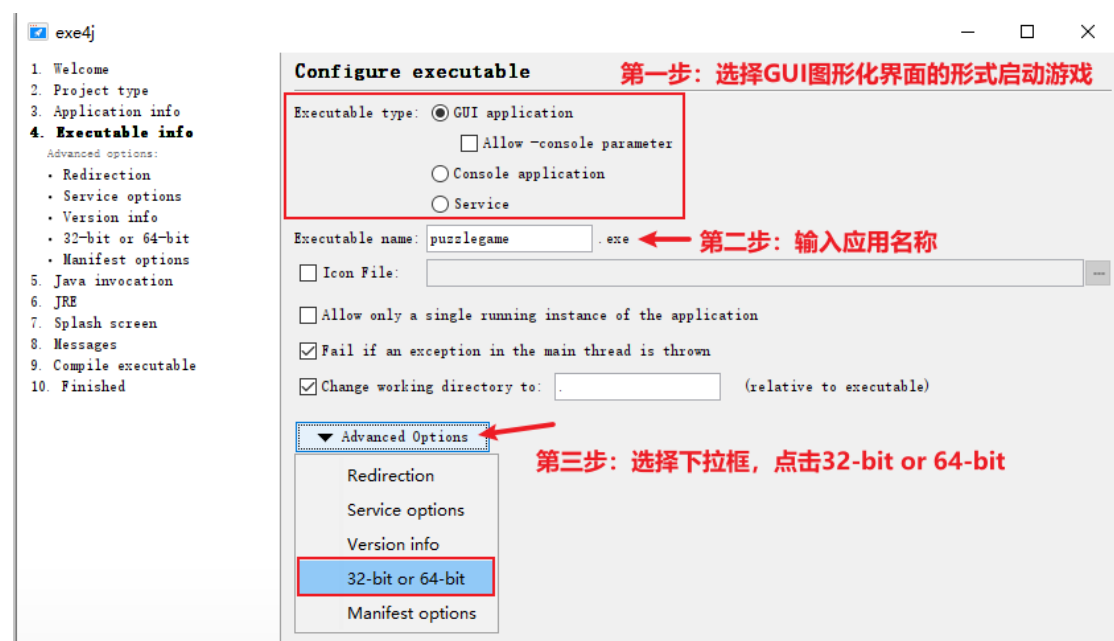 exe4j
1. Welcome
2. Project type
3. Application info
4. Executable info
Advanced options:
• Redirection
• Service options
• Version info
• 32-bit or 64-bit
• Manifest options
5. Java invocation
6. JRE
7. Splash screen
8. Messages
9. Compile executable
10. Finished
Configure executable
第一步：选择GUI图形化界面的形式启动游戏
Executable type: GUI application
Allow -console parameter
Console application
Service
Executable name: puzzlegame .exe
第二步：输入应用名称
Icon File: ...
Allow only a single running instance of the application
Fail if an exception in the main thread is thrown
Change working directory to: . (relative to executable)
Advanced Options
第三步：选择下拉框，点击32-bit or 64-bit
Redirection
Service options
Version info
32-bit or 64-bit
Manifest options